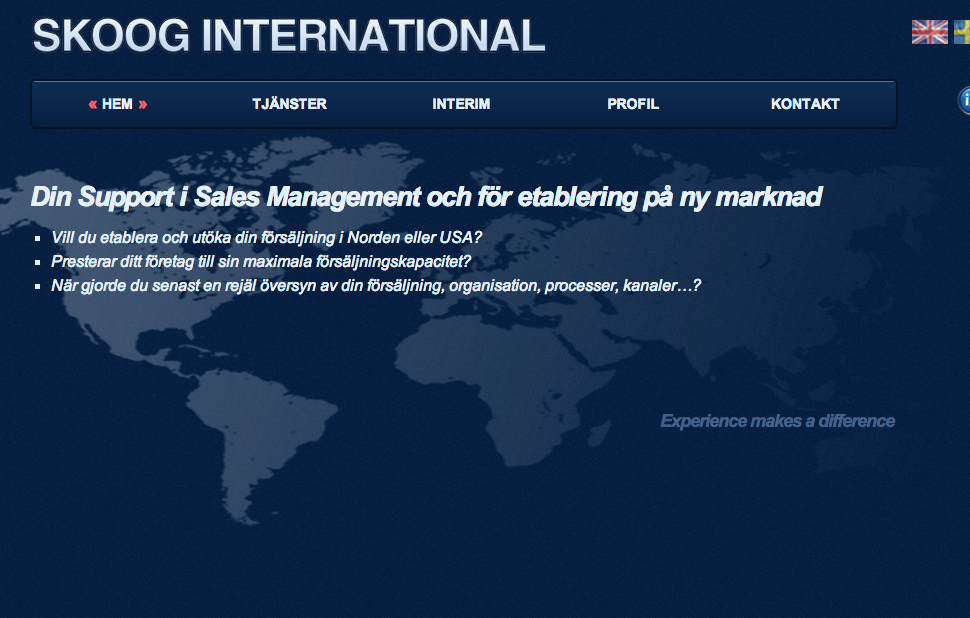 SKOOG INTERNATIONAL
« HEM » TJÄNSTER INTERIM PROFIL KONTAKT
Din Support i Sales Management och för etablering på ny marknad
Vill du etablera och utöka din försäljning i Norden eller USA?
Presterar ditt företag till sin maximala försäljningskapacitet?
När gjorde du senast en rejäl översyn av din försäljning, organisation, processer, kanaler…?
Experience makes a difference